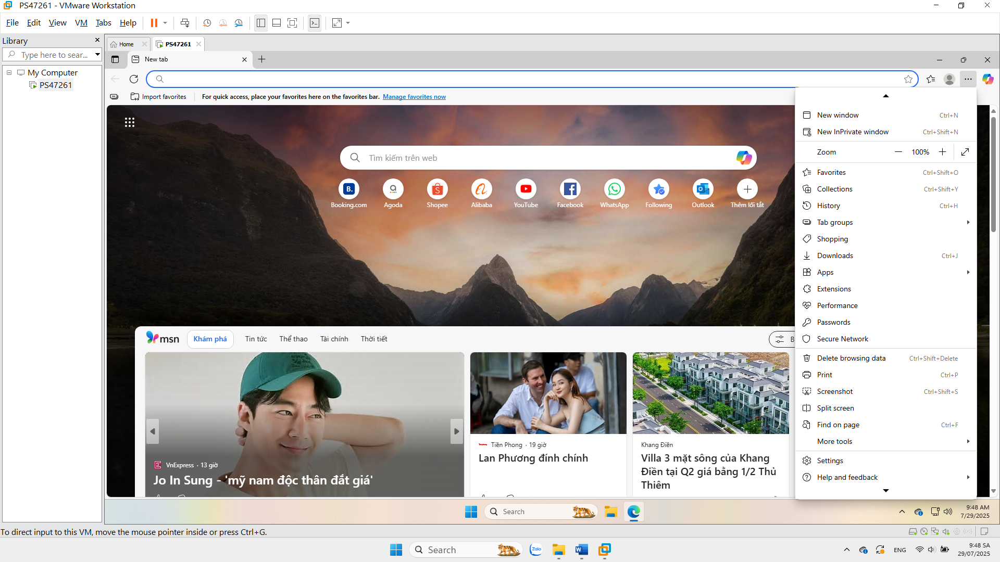 PS47261 - VMware Workstation
File Edit View VM Tabs Help
Library
Type here to sear...
My Computer
PS47261
Home
PS47261
New tab
Import favorites
For quick access, place your favorites here on the favorites bar. Manage favorites now
Tìm kiếm trên web
B.
Booking.com Agoda Shopee Alibaba YouTube Facebook WhatsApp Following Outlook Thêm lối tắt
msn Khám phá Tin tức Thể thao Tài chính Thời tiết
VnExpress · 13 giờ
Jo In Sung - 'mỹ nam độc thân đắt giá'
Tiền Phong · 19 giờ
Lan Phương đính chính
Khang Điền
Villa 3 mặt sông của Khang
Điền tại Q2 giá bằng 1/2 Thủ
Thiêm
New window Ctrl+N
New InPrivate window Ctrl+Shift+N
Zoom 100%
Favorites Ctrl+Shift+O
Collections Ctrl+Shift+Y
History Ctrl+H
Tab groups
Shopping
Downloads Ctrl+J
Apps
Extensions
Performance
Passwords
Secure Network
Delete browsing data Ctrl+Shift+Delete
Print Ctrl+P
Screenshot Ctrl+Shift+S
Split screen
Find on page Ctrl+F
More tools
Settings
Help and feedback
Search
9:48 AM
7/29/2025
To direct input to this VM, move the mouse pointer inside or press Ctrl+G.
Search
Zalo
ENG
9:48 SA
29/07/2025